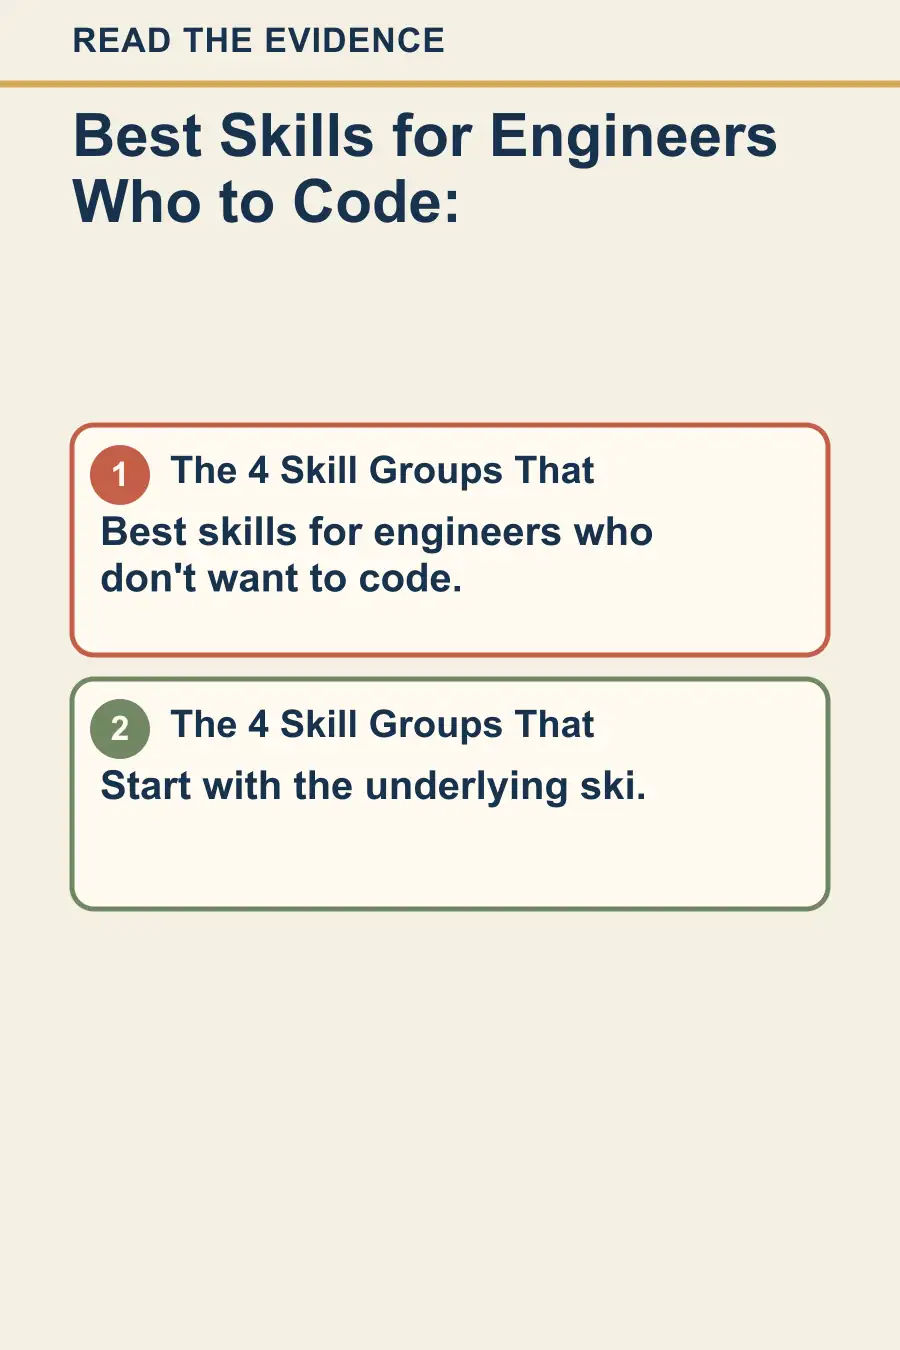 READ THE EVIDENCE
Best Skills for Engineers
Who to Code:
1 The 4 Skill Groups That
Best skills for engineers who
don't want to code.
2 The 4 Skill Groups That
Start with the underlying ski.